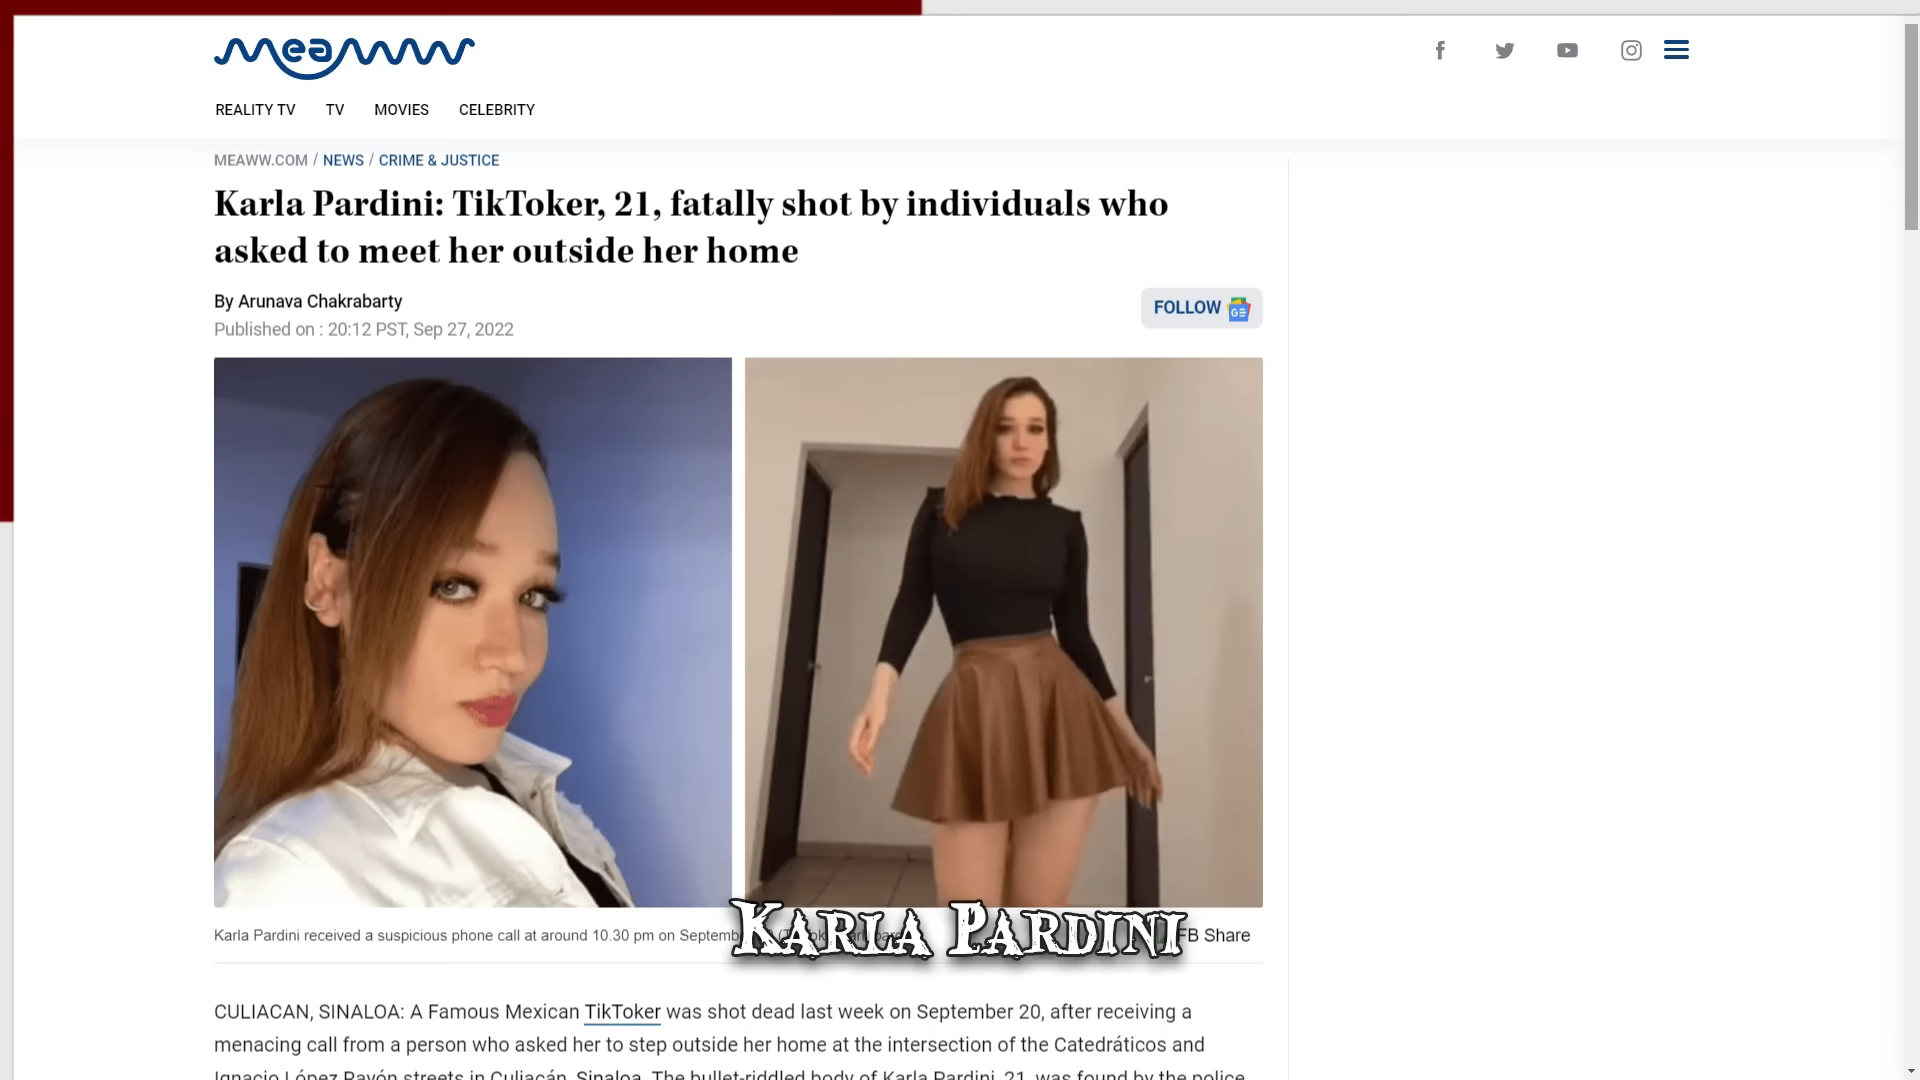 meaww
REALITY TV TV MOVIES CELEBRITY
MEAWW.COM / NEWS / CRIME & JUSTICE
Karla Pardini: TikToker, 21, fatally shot by individuals who
asked to meet her outside her home
By Arunava Chakrabarty
FOLLOW GE
Published on : 20:12 PST, Sep 27, 2022
Karla Pardini received a suspicious phone call at around 10.30 pm on
KARLA PARDINI
FB Share
CULIACAN, SINALOA: A Famous Mexican TikToker was shot dead last week on September 20, after receiving a
menacing call from a person who asked her to step outside her home at the intersection of the Catedráticos and
Ignacio López Rayón streets in Culiacán, Sinaloa. The bullet-riddled body of Karla Pardini, 21, was found by the police